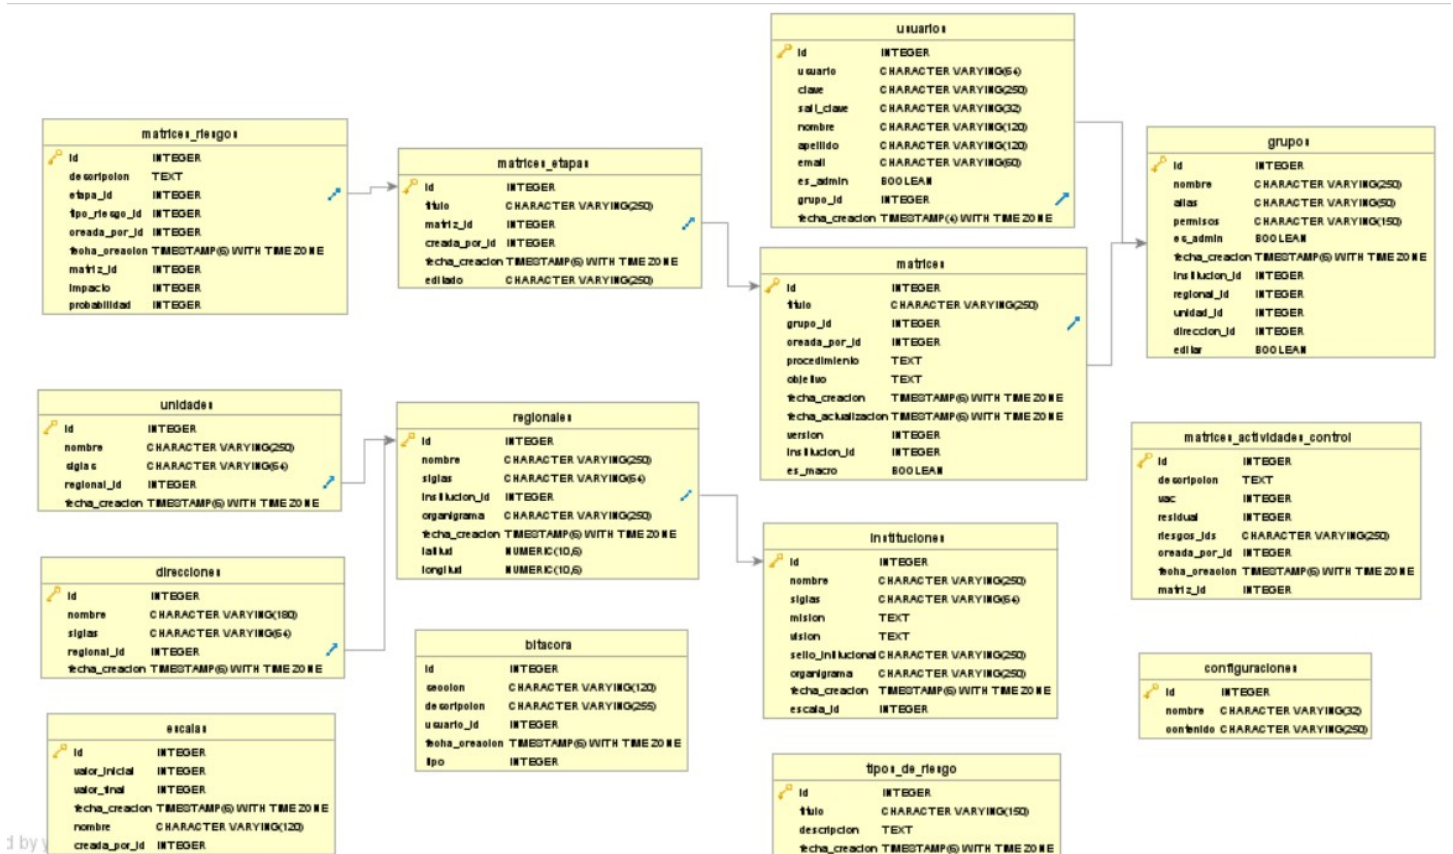 usuarios
id INTEGER
usuario CHARACTER VARYING(64)
clave CHARACTER VARYING(250)
salt_clave CHARACTER VARYING(32)
nombre CHARACTER VARYING(120)
apellido CHARACTER VARYING(120)
email CHARACTER VARYING(60)
es_admin BOOLEAN
grupo_id INTEGER
fecha_creacion TIMESTAMP(4) WITH TIME ZONE
matrices_riesgos
id INTEGER
descripcion TEXT
etapa_id INTEGER
tipo_riesgo_id INTEGER
creada_por_id INTEGER
fecha_creacion TIMESTAMP(6) WITH TIME ZONE
matriz_id INTEGER
impacto INTEGER
probabilidad INTEGER
matrices_etapas
id INTEGER
titulo CHARACTER VARYING(250)
matriz_id INTEGER
creada_por_id INTEGER
fecha_creacion TIMESTAMP(6) WITH TIME ZONE
editado CHARACTER VARYING(250)
grupos
id INTEGER
nombre CHARACTER VARYING(250)
alias CHARACTER VARYING(50)
permisos CHARACTER VARYING(150)
es_admin BOOLEAN
fecha_creacion TIMESTAMP(6) WITH TIME ZONE
institucion_id INTEGER
regional_id INTEGER
unidad_id INTEGER
direccion_id INTEGER
editar BOOLEAN
matrices
id INTEGER
titulo CHARACTER VARYING(250)
grupo_id INTEGER
creada_por_id INTEGER
procedimiento TEXT
objetivo TEXT
fecha_creacion TIMESTAMP(6) WITH TIME ZONE
fecha_actualizacion TIMESTAMP(6) WITH TIME ZONE
version INTEGER
institucion_id INTEGER
es_macro BOOLEAN
unidades
id INTEGER
nombre CHARACTER VARYING(250)
siglas CHARACTER VARYING(64)
regional_id INTEGER
fecha_creacion TIMESTAMP(6) WITH TIME ZONE
regionales
id INTEGER
nombre CHARACTER VARYING(250)
siglas CHARACTER VARYING(64)
institucion_id INTEGER
organigrama CHARACTER VARYING(250)
fecha_creacion TIMESTAMP(6) WITH TIME ZONE
latitud NUMERIC(10,6)
longitud NUMERIC(10,6)
matrices_actividades_control
id INTEGER
descripcion TEXT
vac INTEGER
residual INTEGER
riesgos_ids CHARACTER VARYING(250)
creada_por_id INTEGER
fecha_creacion TIMESTAMP(6) WITH TIME ZONE
matriz_id INTEGER
instituciones
id INTEGER
nombre CHARACTER VARYING(250)
siglas CHARACTER VARYING(64)
mision TEXT
vision TEXT
sello_intitucional CHARACTER VARYING(250)
organigrama CHARACTER VARYING(250)
fecha_creacion TIMESTAMP(6) WITH TIME ZONE
escala_id INTEGER
direcciones
id INTEGER
nombre CHARACTER VARYING(180)
siglas CHARACTER VARYING(64)
regional_id INTEGER
fecha_creacion TIMESTAMP(6) WITH TIME ZONE
bitacora
id INTEGER
seccion CHARACTER VARYING(120)
descripcion CHARACTER VARYING(255)
usuario_id INTEGER
fecha_creacion TIMESTAMP(6) WITH TIME ZONE
tipo INTEGER
configuraciones
id INTEGER
nombre CHARACTER VARYING(32)
contenido CHARACTER VARYING(250)
escalas
id INTEGER
valor_inicial INTEGER
valor_final INTEGER
fecha_creacion TIMESTAMP(6) WITH TIME ZONE
nombre CHARACTER VARYING(120)
creada_por_id INTEGER
tipos_de_riesgo
id INTEGER
titulo CHARACTER VARYING(150)
descripcion TEXT
fecha_creacion TIMESTAMP(6) WITH TIME ZONE
d by y